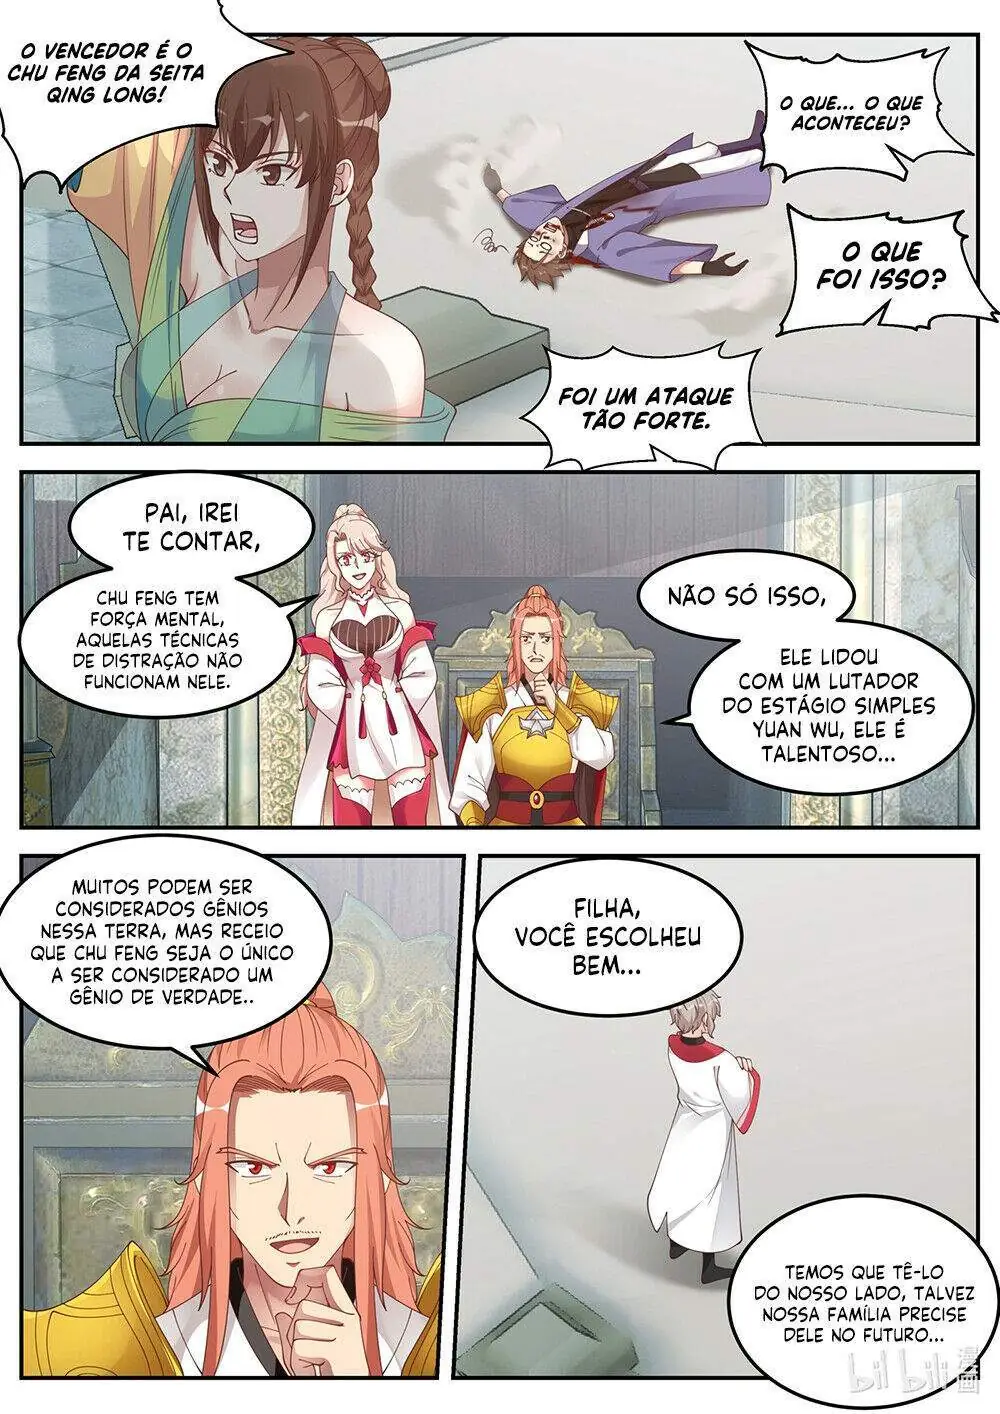 O VENCEDOR É O
CHU FENG DA SEITA
QING LONG!
O QUE... O QUE
ACONTECEU?
O QUE
FOI ISSO?
FOI UM ATAQUE
TÃO FORTE.
PAI, IREI
TE CONTAR,
CHU FENG TEM
FORÇA MENTAL,
AQUELAS TÉCNICAS
DE DISTRAÇÃO NÃO
FUNCIONAM NELE.
NÃO SÓ ISSO,
ELE LIDOU
COM UM LUTADOR
DO ESTÁGIO SIMPLES
YUAN WU, ELE É
TALENTOSO...
MUITOS PODEM SER
CONSIDERADOS GÊNIOS
NESSA TERRA, MAS RECEIO
QUE CHU FENG SEJA O ÚNICO
A SER CONSIDERADO UM
GÊNIO DE VERDADE..
FILHA,
VOCÊ ESCOLHEU
BEM...
TEMOS QUE TÊ-LO
DO NOSSO LADO, TALVEZ
NOSSA FAMÍLIA PRECISE
DELE NO FUTURO...
bilibili 漫画